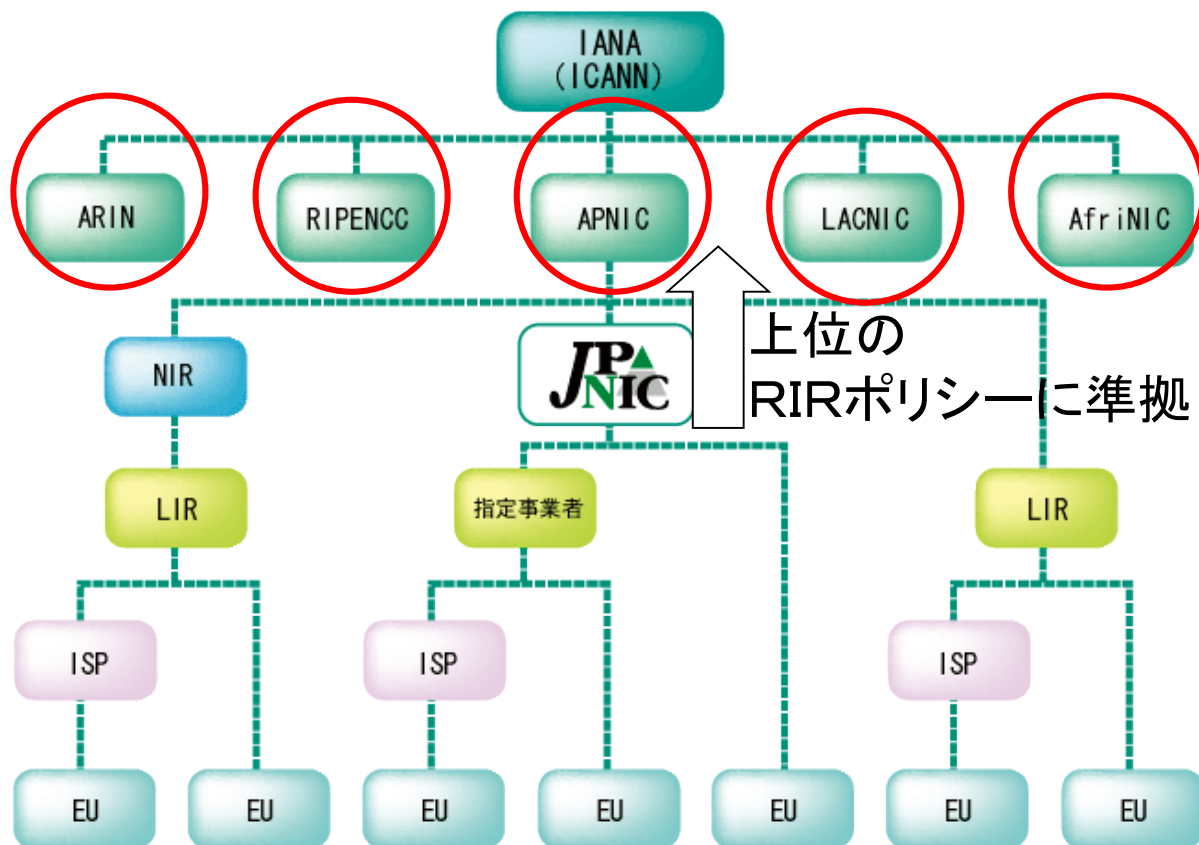 IANA
(ICANN)
ARIN
RIPENCC
APNIC
LACNIC
AfriNIC
上位の
RIRポリシーに準拠
NIR
JPNIC
LIR
指定事業者
LIR
ISP
ISP
ISP
EU
EU
EU
EU
EU
EU
EU